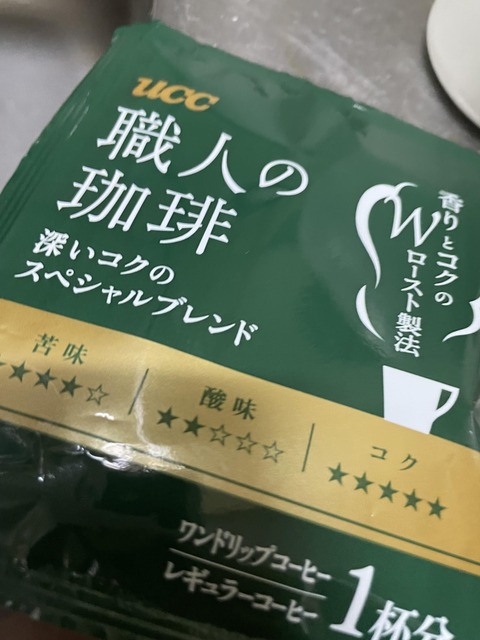 ucc
職人の
珈琲
深いコクの
スペシャルブレンド
香りとコクの
Wロースト製法
苦味
★★★★☆
酸味
★★☆☆☆
コク
★★★★★
ワンドリップコーヒー
レギュラーコーヒー
1杯分